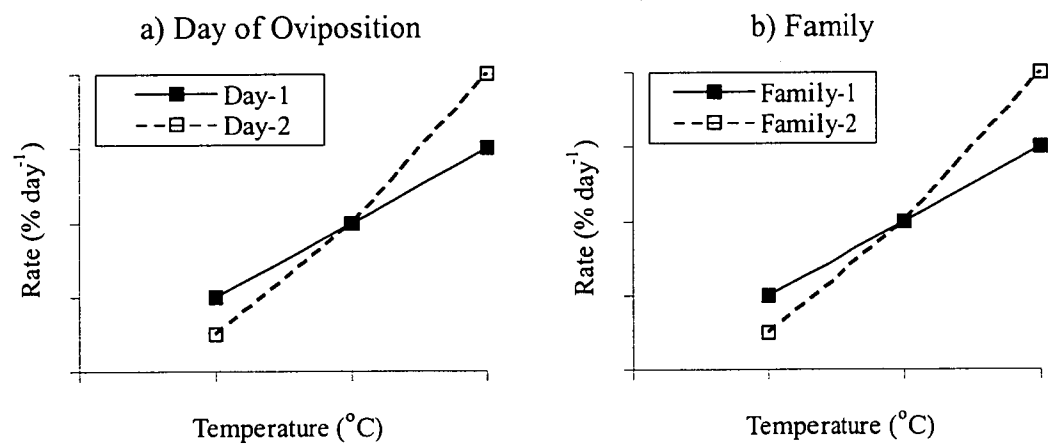 a) Day of Oviposition
Day-1
Day-2
Rate (% day⁻¹)
Temperature (°C)
b) Family
Family-1
Family-2
Rate (% day⁻¹)
Temperature (°C)